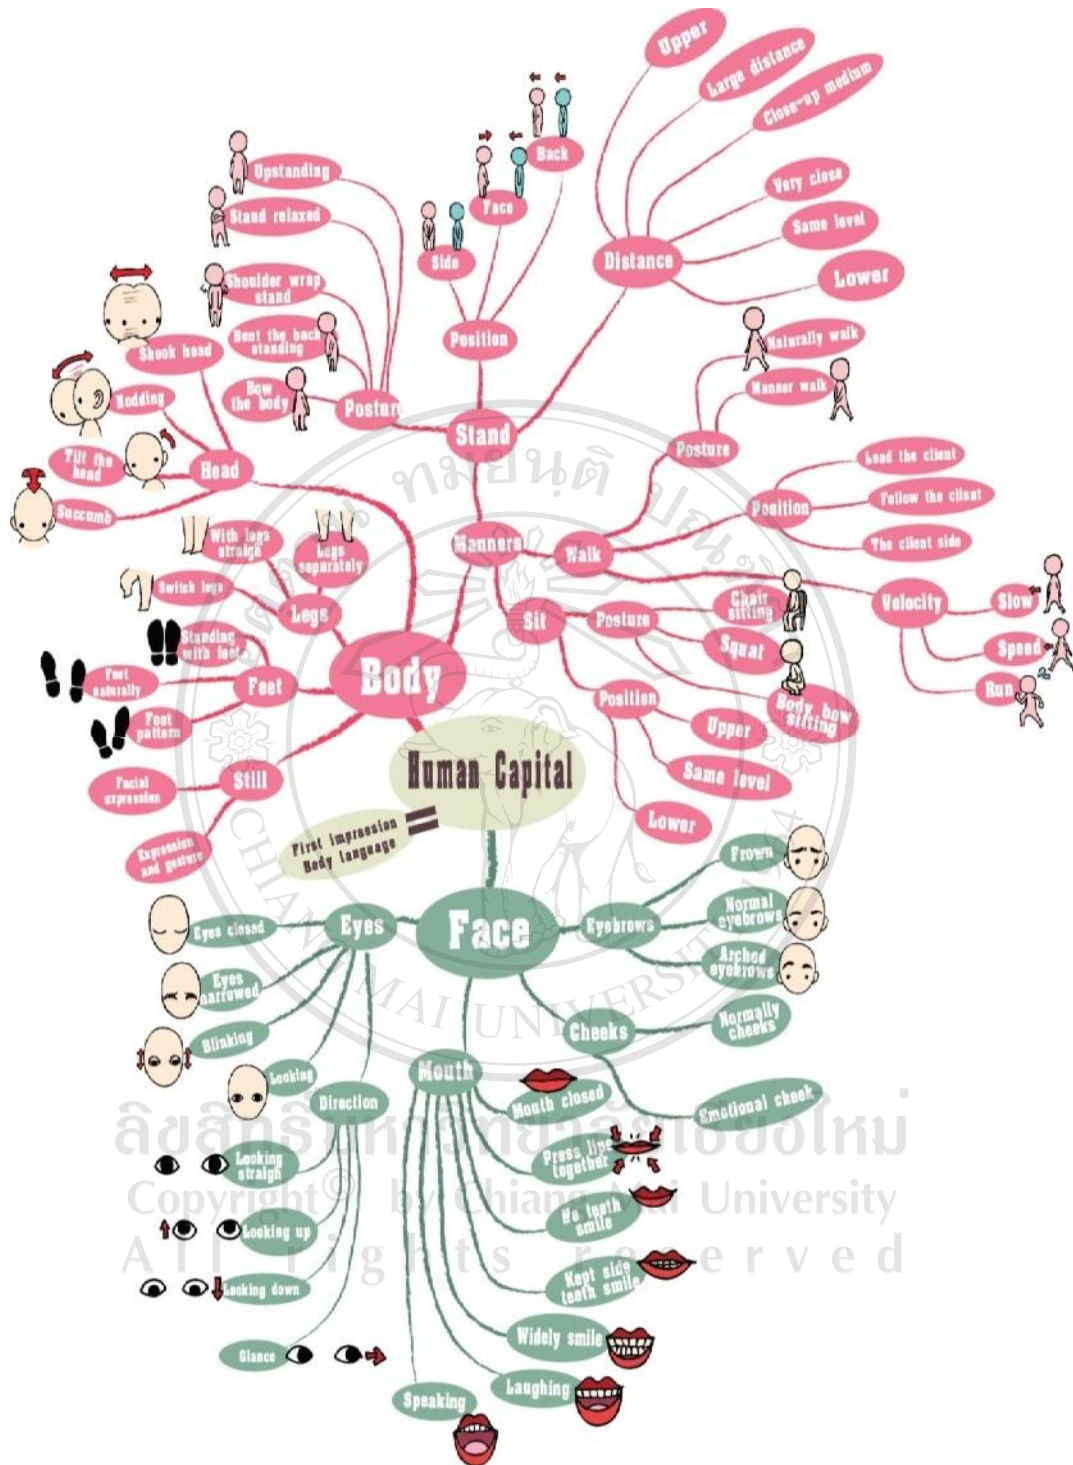 Upper
Large distance
Close-up medium
Very close
Same level
Lower
Distance
Back
Face
Side
Position
Upstanding
Stand relaxed
Shoulder wrap
stand
Bent the back
standing
Bow
the body
Posture
Stand
Shook head
Nodding
Tilt the
head
Succumb
Head
Naturally walk
Manner walk
Posture
Lead the client
Follow the client
The client side
Position
Walk
Manners
Velocity
Slow
Speed
Run
With legs
straigh
Legs
separately
Switch legs
Legs
Sit
Posture
Chair
sitting
Squat
Body bow
sitting
Position
Upper
Same level
Lower
Standing
with feet
Foot
naturally
Foot
pattern
Feet
Body
Still
Facial
expression
Expression
and gesture
Human Capital
=
First impression
Body language
Face
Eyes
Eyes closed
Eyes
narrowed
Blinking
Looking
Direction
Looking
straigh
Looking up
Looking down
Glance
Eyebrows
Frown
Normal
eyebrows
Arched
eyebrows
Cheeks
Normally
cheeks
Emotional cheek
Mouth
Mouth closed
Press lips
together
No teeth
smile
Kept side
teeth smile
Widely smile
Laughing
Speaking
CHIANG MAI UNIVERSITY 1964
ลิขสิทธิ์มหาวิทยาลัยเชียงใหม่
Copyright© by Chiang Mai University
All rights reserved